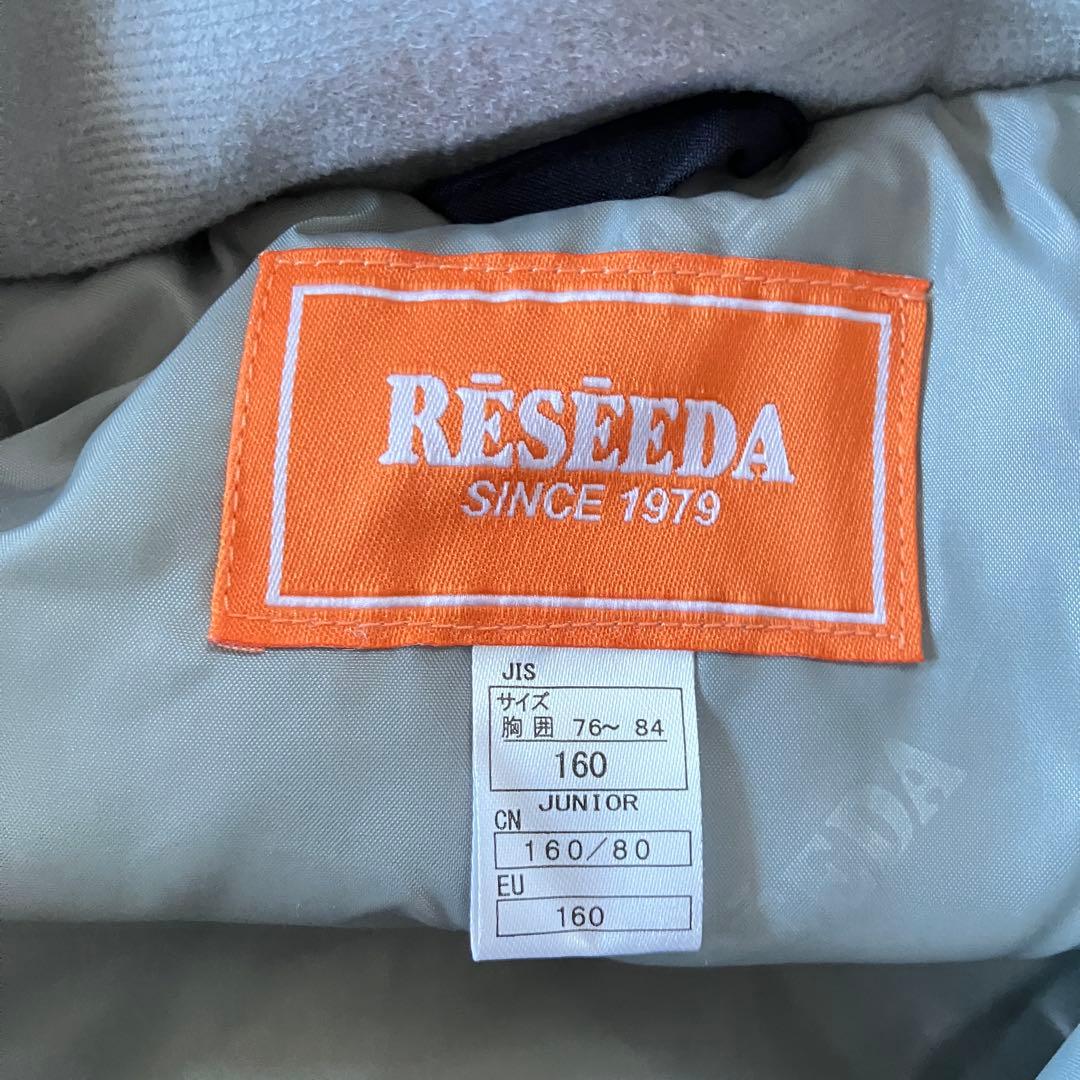 RĒSĒEDA
SINCE 1979
JIS
サイズ
胸囲 76～ 84
160
JUNIOR
CN
160/80
EU
160